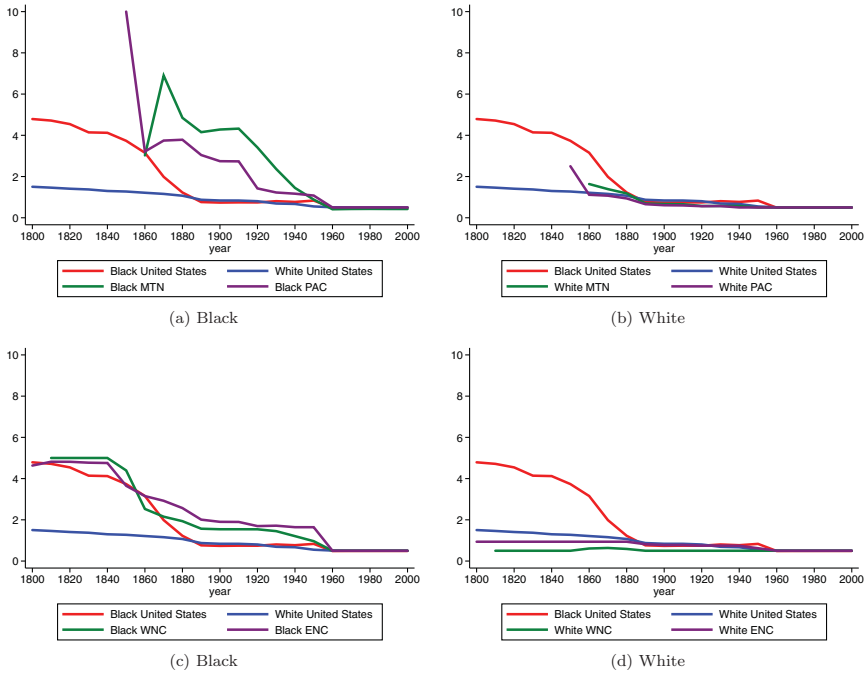 10
8
6
4
2
0
1800 1820 1840 1860 1880 1900 1920 1940 1960 1980 2000
year
Black United States White United States
Black MTN Black PAC
(a) Black
10
8
6
4
2
0
1800 1820 1840 1860 1880 1900 1920 1940 1960 1980 2000
year
Black United States White United States
White MTN White PAC
(b) White
10
8
6
4
2
0
1800 1820 1840 1860 1880 1900 1920 1940 1960 1980 2000
year
Black United States White United States
Black WNC Black ENC
(c) Black
10
8
6
4
2
0
1800 1820 1840 1860 1880 1900 1920 1940 1960 1980 2000
year
Black United States White United States
White WNC White ENC
(d) White